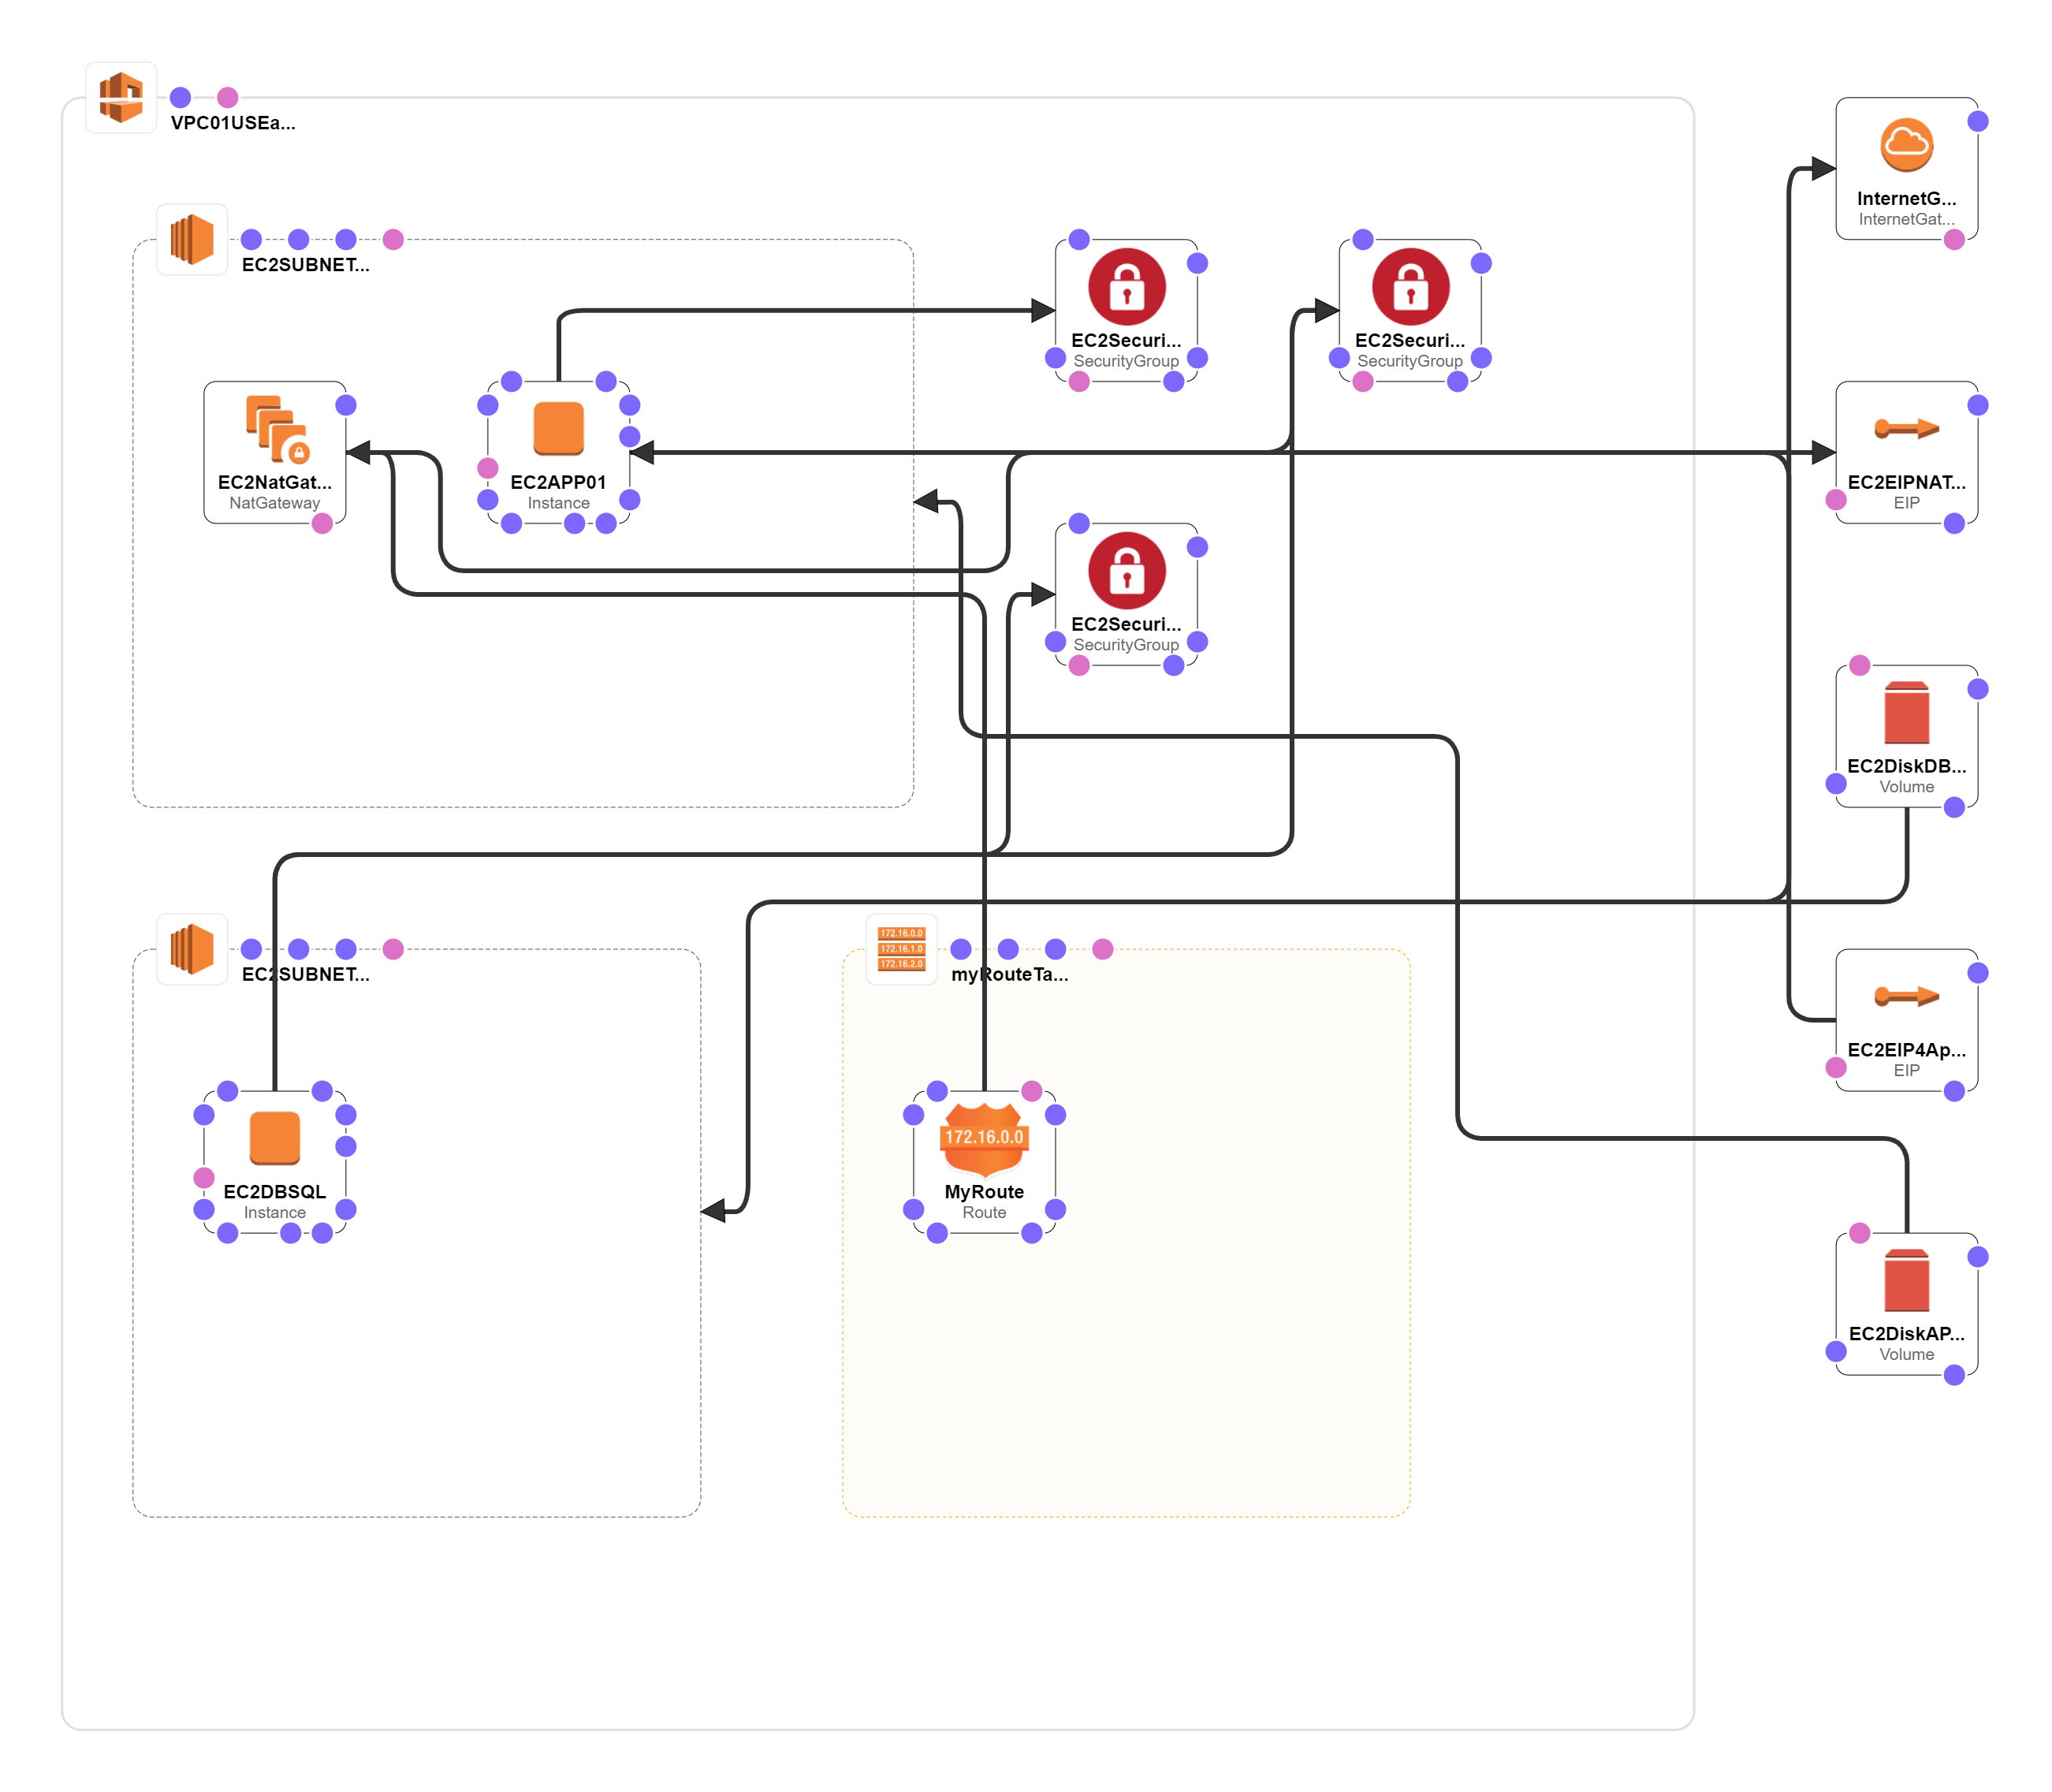 VPC01USEa...
InternetG...
InternetGat...
EC2SUBNET...
EC2Securi...
SecurityGroup
EC2Securi...
SecurityGroup
EC2NatGat...
NatGateway
EC2APP01
Instance
EC2EIPNAT...
EIP
EC2Securi...
SecurityGroup
EC2DiskDB...
Volume
EC2SUBNET...
172.16.0.0
172.16.1.0
172.16.2.0
myRouteTa...
EC2EIP4Ap...
EIP
EC2DBSQL
Instance
172.16.0.0
MyRoute
Route
EC2DiskAP...
Volume